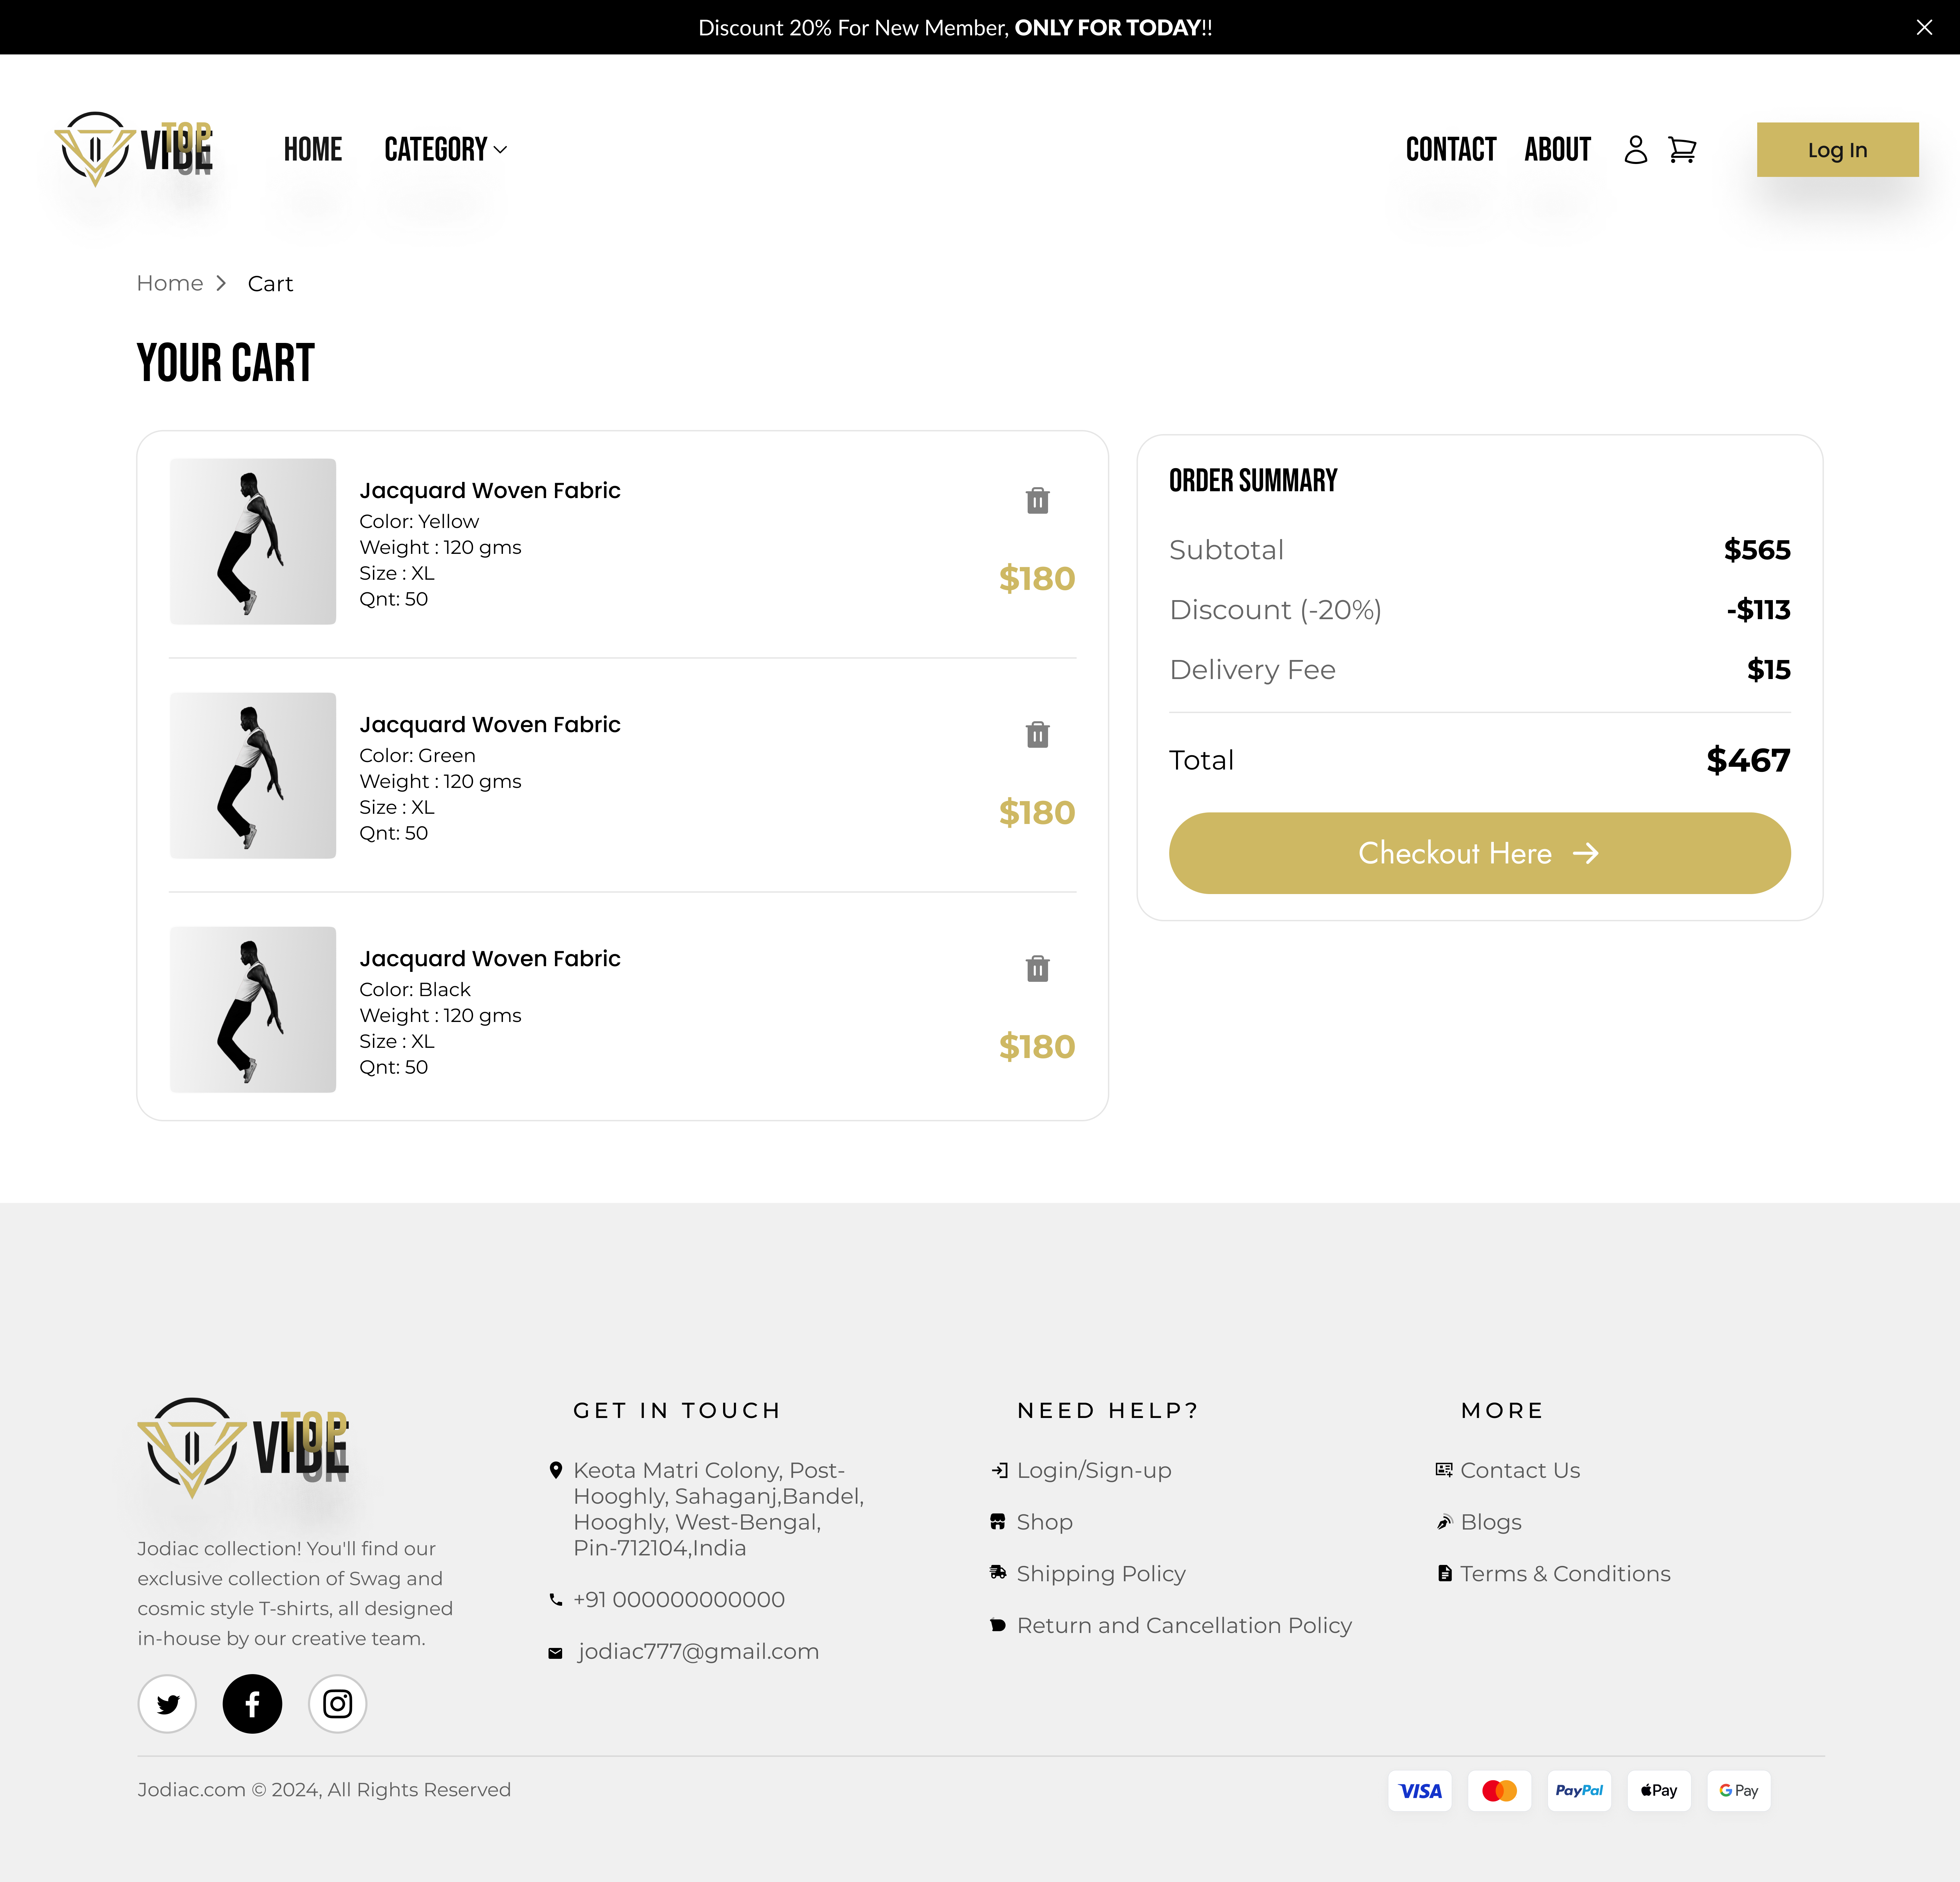 Discount 20% For New Member, ONLY FOR TODAY!!
VIBE TOP ON
HOME
CATEGORY
CONTACT
ABOUT
Log In
Home
Cart
YOUR CART
Jacquard Woven Fabric
Color: Yellow
Weight : 120 gms
Size : XL
Qnt: 50
$180
Jacquard Woven Fabric
Color: Green
Weight : 120 gms
Size : XL
Qnt: 50
$180
Jacquard Woven Fabric
Color: Black
Weight : 120 gms
Size : XL
Qnt: 50
$180
ORDER SUMMARY
Subtotal $565
Discount (-20%) -$113
Delivery Fee $15
Total $467
Checkout Here
VIBE TOP ON
Jodiac collection! You'll find our
exclusive collection of Swag and
cosmic style T-shirts, all designed
in-house by our creative team.
GET IN TOUCH
Keota Matri Colony, Post-
Hooghly, Sahaganj,Bandel,
Hooghly, West-Bengal,
Pin-712104,India
+91 000000000000
jodiac777@gmail.com
NEED HELP?
Login/Sign-up
Shop
Shipping Policy
Return and Cancellation Policy
MORE
Contact Us
Blogs
Terms & Conditions
Jodiac.com © 2024, All Rights Reserved
VISA
PayPal
Pay
G Pay